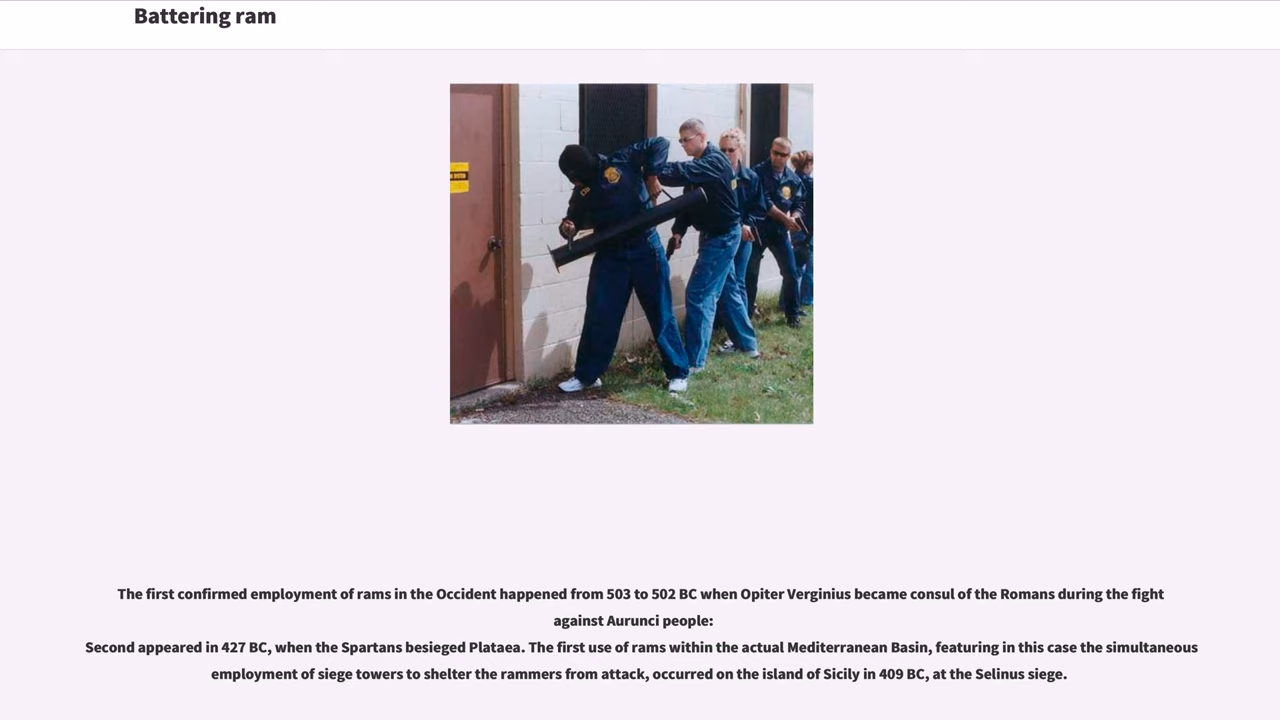 Battering ram
The first confirmed employment of rams in the Occident happened from 503 to 502 BC when Opiter Verginius became consul of the Romans during the fight
against Aurunci people:
Second appeared in 427 BC, when the Spartans besieged Plataea. The first use of rams within the actual Mediterranean Basin, featuring in this case the simultaneous
employment of siege towers to shelter the rammers from attack, occurred on the island of Sicily in 409 BC, at the Selinus siege.